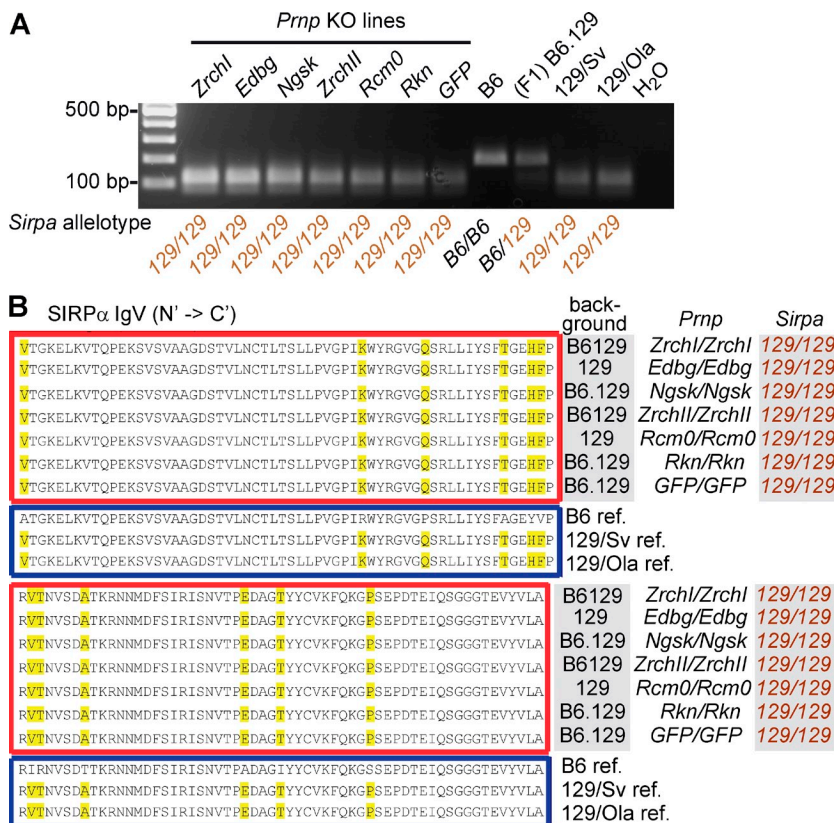 A
Prnp KO lines
ZrchI Edbg Ngsk ZrchII Rcm0 Rkn GFP B6 (F1) B6.129 129/Sv 129/Ola H2O
500 bp-
100 bp-
Sirpa allelotype
129/129 129/129 129/129 129/129 129/129 129/129 129/129 B6/B6 B6/129 129/129 129/129
B
SIRPα IgV (N' -> C')
back-
ground Prnp Sirpa
VTGKELKVTQPEKSVSVAAGDSTVLNCTLTSLLPVGPIKWYRGVGQSRLLIYSFTGEHFP B6129 ZrchI/ZrchI 129/129
VTGKELKVTQPEKSVSVAAGDSTVLNCTLTSLLPVGPIKWYRGVGQSRLLIYSFTGEHFP 129 Edbg/Edbg 129/129
VTGKELKVTQPEKSVSVAAGDSTVLNCTLTSLLPVGPIKWYRGVGQSRLLIYSFTGEHFP B6.129 Ngsk/Ngsk 129/129
VTGKELKVTQPEKSVSVAAGDSTVLNCTLTSLLPVGPIKWYRGVGQSRLLIYSFTGEHFP B6129 ZrchII/ZrchII 129/129
VTGKELKVTQPEKSVSVAAGDSTVLNCTLTSLLPVGPIKWYRGVGQSRLLIYSFTGEHFP 129 Rcm0/Rcm0 129/129
VTGKELKVTQPEKSVSVAAGDSTVLNCTLTSLLPVGPIKWYRGVGQSRLLIYSFTGEHFP B6.129 Rkn/Rkn 129/129
VTGKELKVTQPEKSVSVAAGDSTVLNCTLTSLLPVGPIKWYRGVGQSRLLIYSFTGEHFP B6.129 GFP/GFP 129/129
ATGKELKVTQPEKSVSVAAGDSTVLNCTLTSLLPVGPIRWYRGVGPSRLLIYSFAGEYVP B6 ref.
VTGKELKVTQPEKSVSVAAGDSTVLNCTLTSLLPVGPIKWYRGVGQSRLLIYSFTGEHFP 129/Sv ref.
VTGKELKVTQPEKSVSVAAGDSTVLNCTLTSLLPVGPIKWYRGVGQSRLLIYSFTGEHFP 129/Ola ref.
RVTNVSDATKRNNMDFSIRISNVTPEDAGTYYCVKFQKGPSEPDTEIQSGGGTEVYVLA B6129 ZrchI/ZrchI 129/129
RVTNVSDATKRNNMDFSIRISNVTPEDAGTYYCVKFQKGPSEPDTEIQSGGGTEVYVLA 129 Edbg/Edbg 129/129
RVTNVSDATKRNNMDFSIRISNVTPEDAGTYYCVKFQKGPSEPDTEIQSGGGTEVYVLA B6.129 Ngsk/Ngsk 129/129
RVTNVSDATKRNNMDFSIRISNVTPEDAGTYYCVKFQKGPSEPDTEIQSGGGTEVYVLA B6129 ZrchII/ZrchII 129/129
RVTNVSDATKRNNMDFSIRISNVTPEDAGTYYCVKFQKGPSEPDTEIQSGGGTEVYVLA 129 Rcm0/Rcm0 129/129
RVTNVSDATKRNNMDFSIRISNVTPEDAGTYYCVKFQKGPSEPDTEIQSGGGTEVYVLA B6.129 Rkn/Rkn 129/129
RVTNVSDATKRNNMDFSIRISNVTPEDAGTYYCVKFQKGPSEPDTEIQSGGGTEVYVLA B6.129 GFP/GFP 129/129
RIRNVSDTTKRNNMDFSIRISNVTPADAGIYYCVKFQKGSSEPDTEIQSGGGTEVYVLA B6 ref.
RVTNVSDATKRNNMDFSIRISNVTPEDAGTYYCVKFQKGPSEPDTEIQSGGGTEVYVLA 129/Sv ref.
RVTNVSDATKRNNMDFSIRISNVTPEDAGTYYCVKFQKGPSEPDTEIQSGGGTEVYVLA 129/Ola ref.